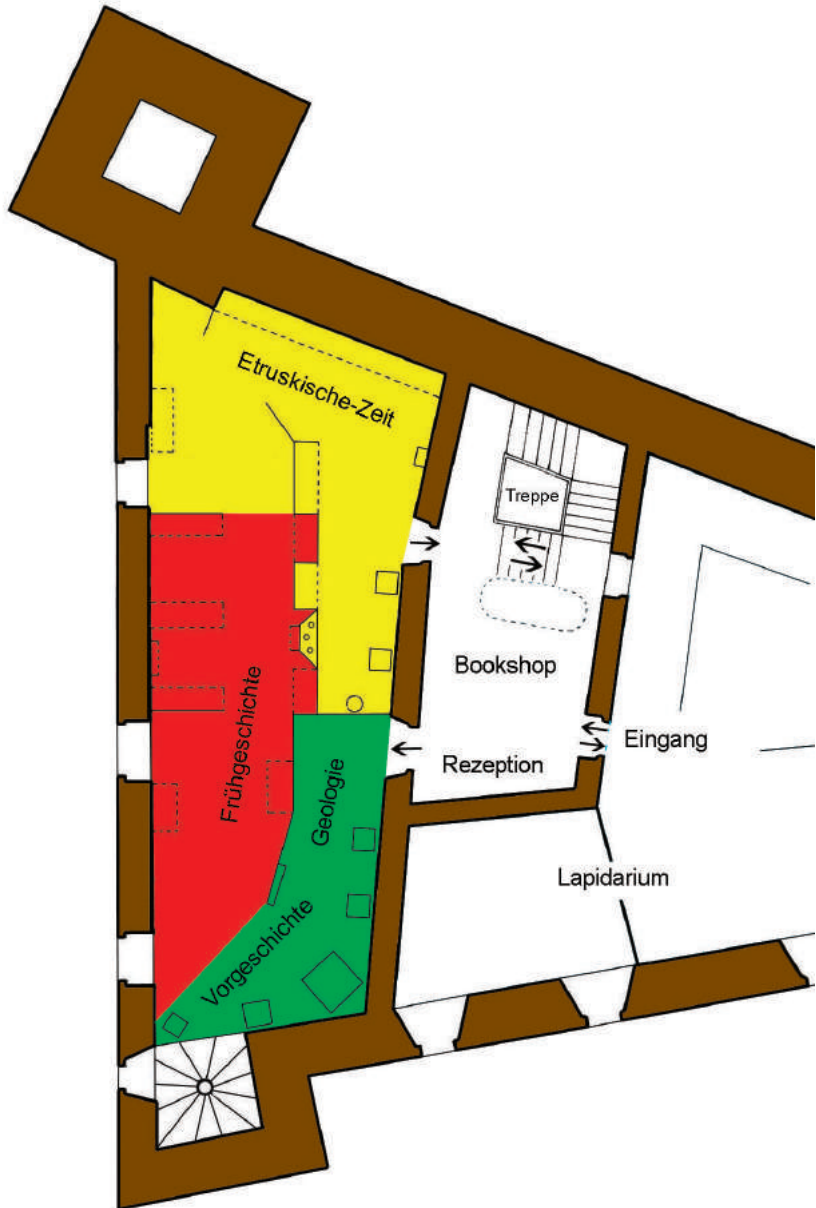 Etruskische-Zeit
Treppe
Bookshop
Frühgeschichte
Eingang
Rezeption
Geologie
Lapidarium
Vorgeschichte